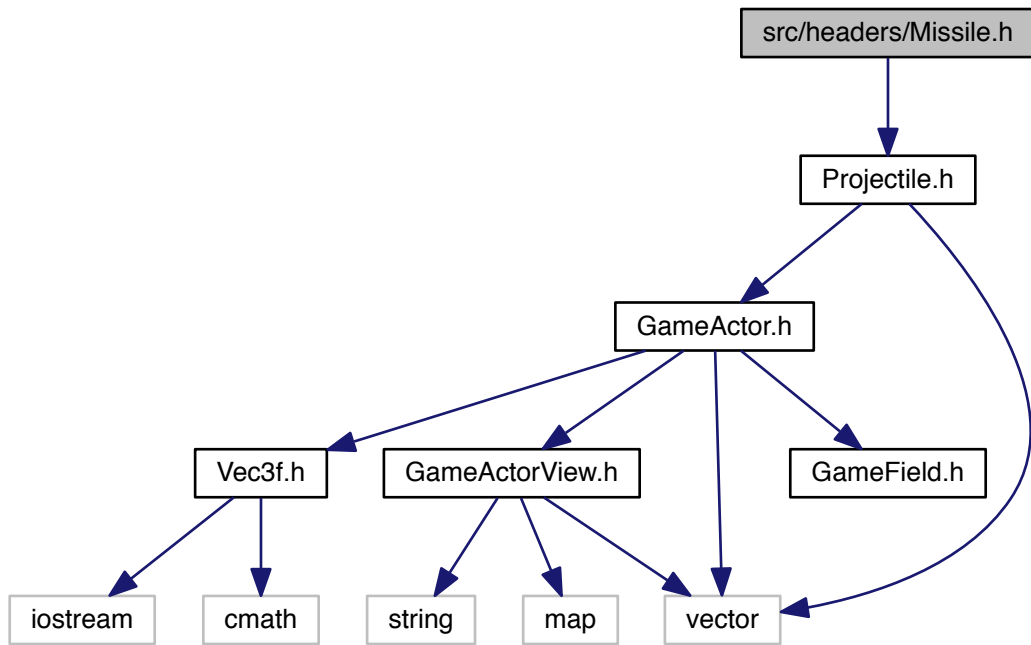 src/headers/Missile.h
Projectile.h
GameActor.h
Vec3f.h
GameActorView.h
GameField.h
iostream
cmath
string
map
vector